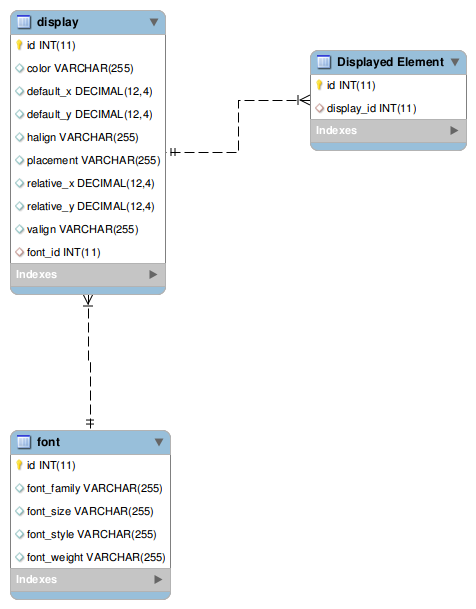 display
id INT(11)
color VARCHAR(255)
default_x DECIMAL(12,4)
default_y DECIMAL(12,4)
halign VARCHAR(255)
placement VARCHAR(255)
relative_x DECIMAL(12,4)
relative_y DECIMAL(12,4)
valign VARCHAR(255)
font_id INT(11)
Indexes
Displayed Element
id INT(11)
display_id INT(11)
Indexes
font
id INT(11)
font_family VARCHAR(255)
font_size VARCHAR(255)
font_style VARCHAR(255)
font_weight VARCHAR(255)
Indexes